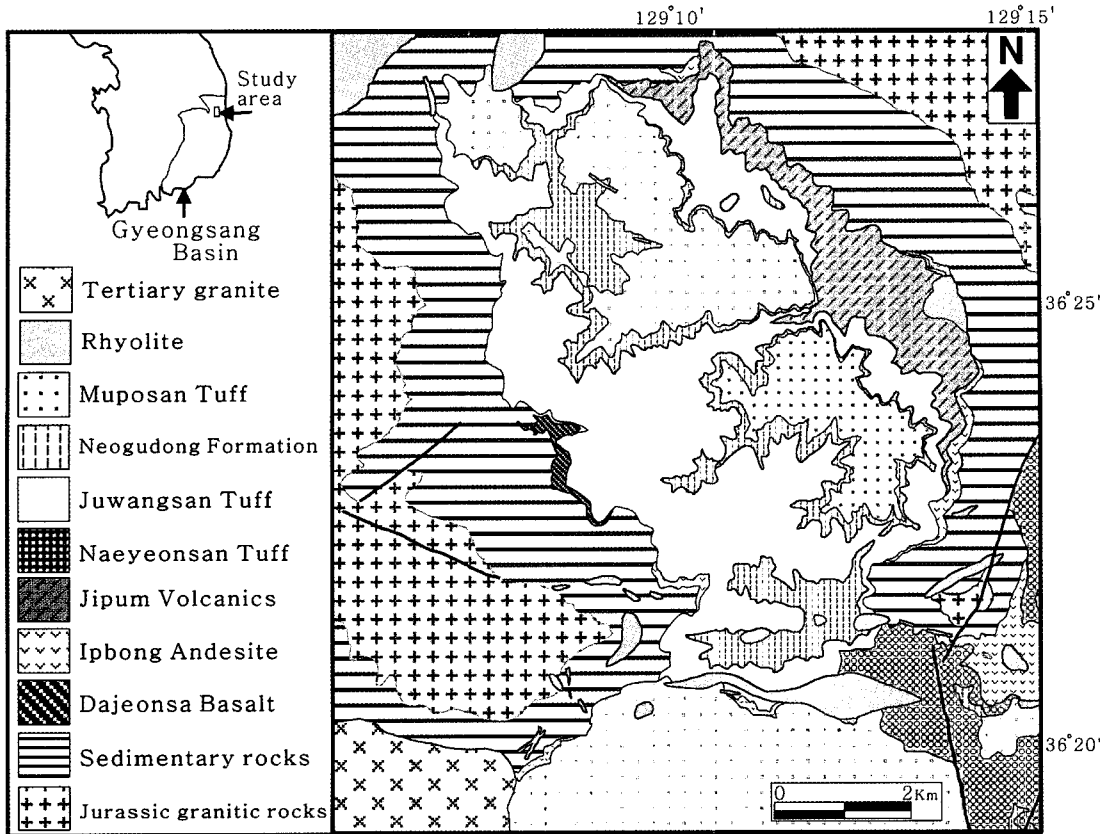 129°10'
129°15'
Study
area
Gyeongsang
Basin
N
36°25'
36°20'
Tertiary granite
Rhyolite
Muposan Tuff
Neogudong Formation
Juwangsan Tuff
Naeyeonsan Tuff
Jipum Volcanics
Ipbong Andesite
Dajeonsa Basalt
Sedimentary rocks
Jurassic granitic rocks
0 2Km